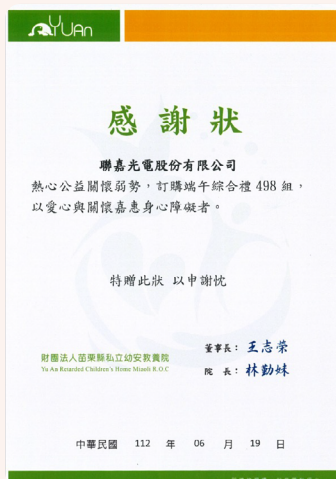 YUAn
感謝狀
聯嘉光電股份有限公司
熱心公益關懷弱勢，訂購端午綜合禮 498 組，
以愛心與關懷嘉惠身心障礙者。
特贈此狀 以申謝忱
董事長：王志榮
財團法人苗栗縣私立幼安教養院
Yu An Retarded Children's Home Miaoli R.O.C
院 長：林勤妹
中華民國 112 年 06 月 19 日